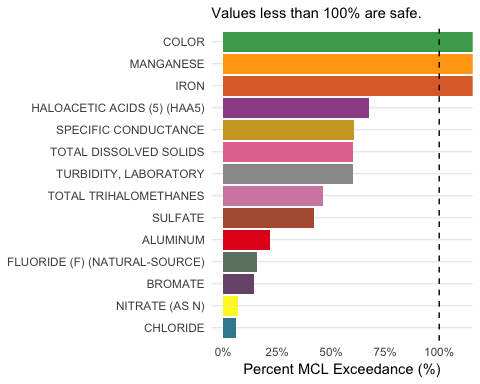 Values less than 100% are safe.
COLOR
MANGANESE
IRON
HALOACETIC ACIDS (5) (HAA5)
SPECIFIC CONDUCTANCE
TOTAL DISSOLVED SOLIDS
TURBIDITY, LABORATORY
TOTAL TRIHALOMETHANES
SULFATE
ALUMINUM
FLUORIDE (F) (NATURAL-SOURCE)
BROMATE
NITRATE (AS N)
CHLORIDE
0% 25% 50% 75% 100%
Percent MCL Exceedance (%)